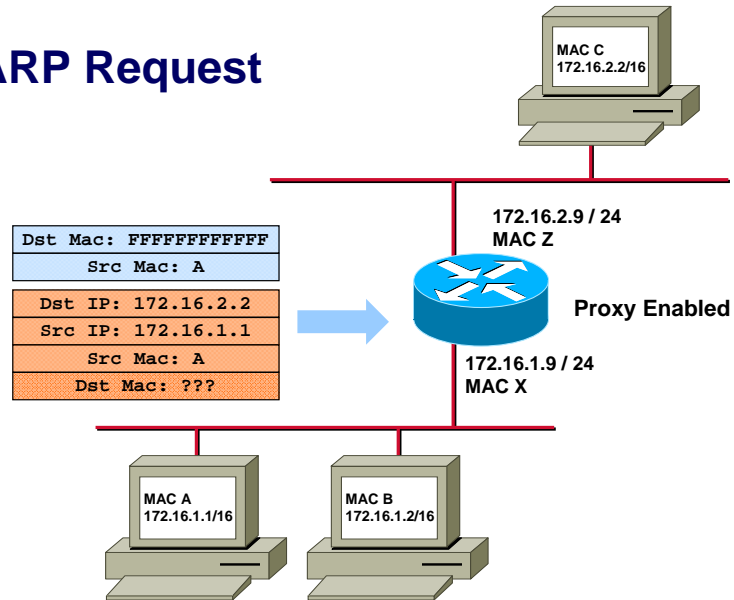 ARP Request
MAC C
172.16.2.2/16
172.16.2.9 / 24
MAC Z
Dst Mac: FFFFFFFFFFFF
Src Mac: A
Dst IP: 172.16.2.2
Src IP: 172.16.1.1
Src Mac: A
Dst Mac: ???
Proxy Enabled
172.16.1.9 / 24
MAC X
MAC A
172.16.1.1/16
MAC B
172.16.1.2/16